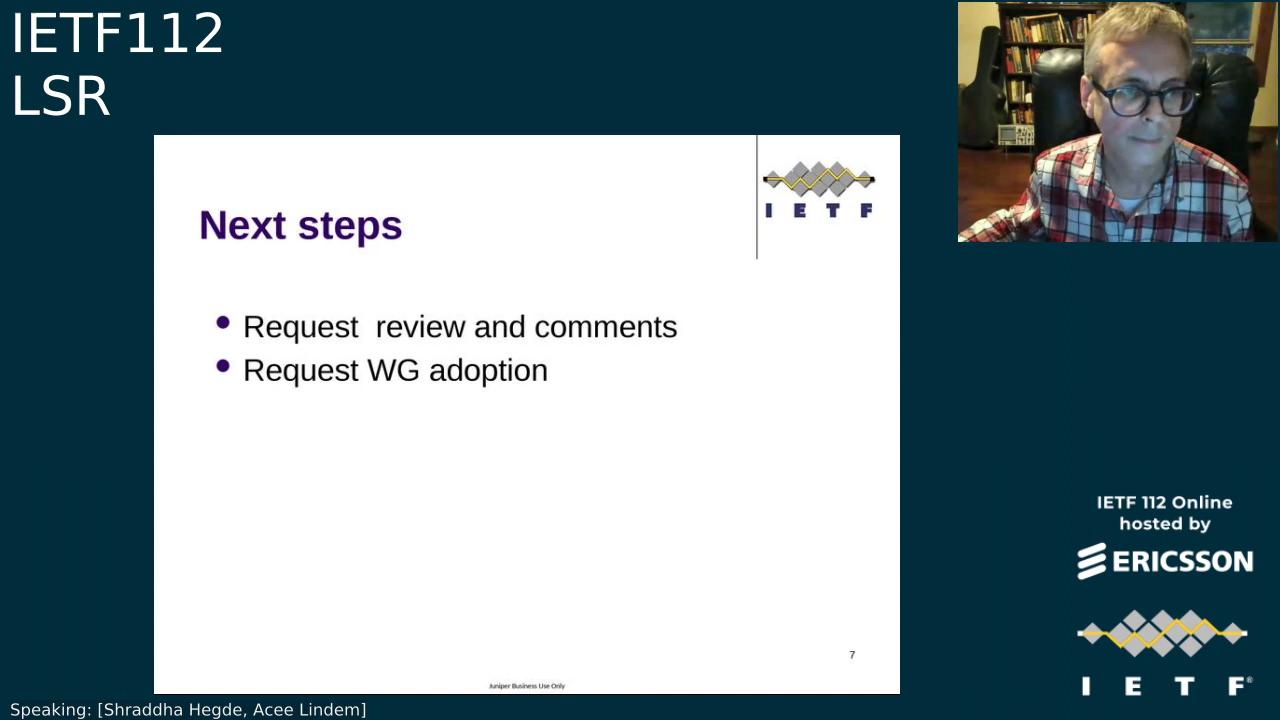 IETF112
LSR
I E T F
Next steps
Request  review and comments
Request WG adoption
7
Juniper Business Use Only
IETF 112 Online
hosted by
ERICSSON
I E T F®
Speaking: [Shraddha Hegde, Acee Lindem]